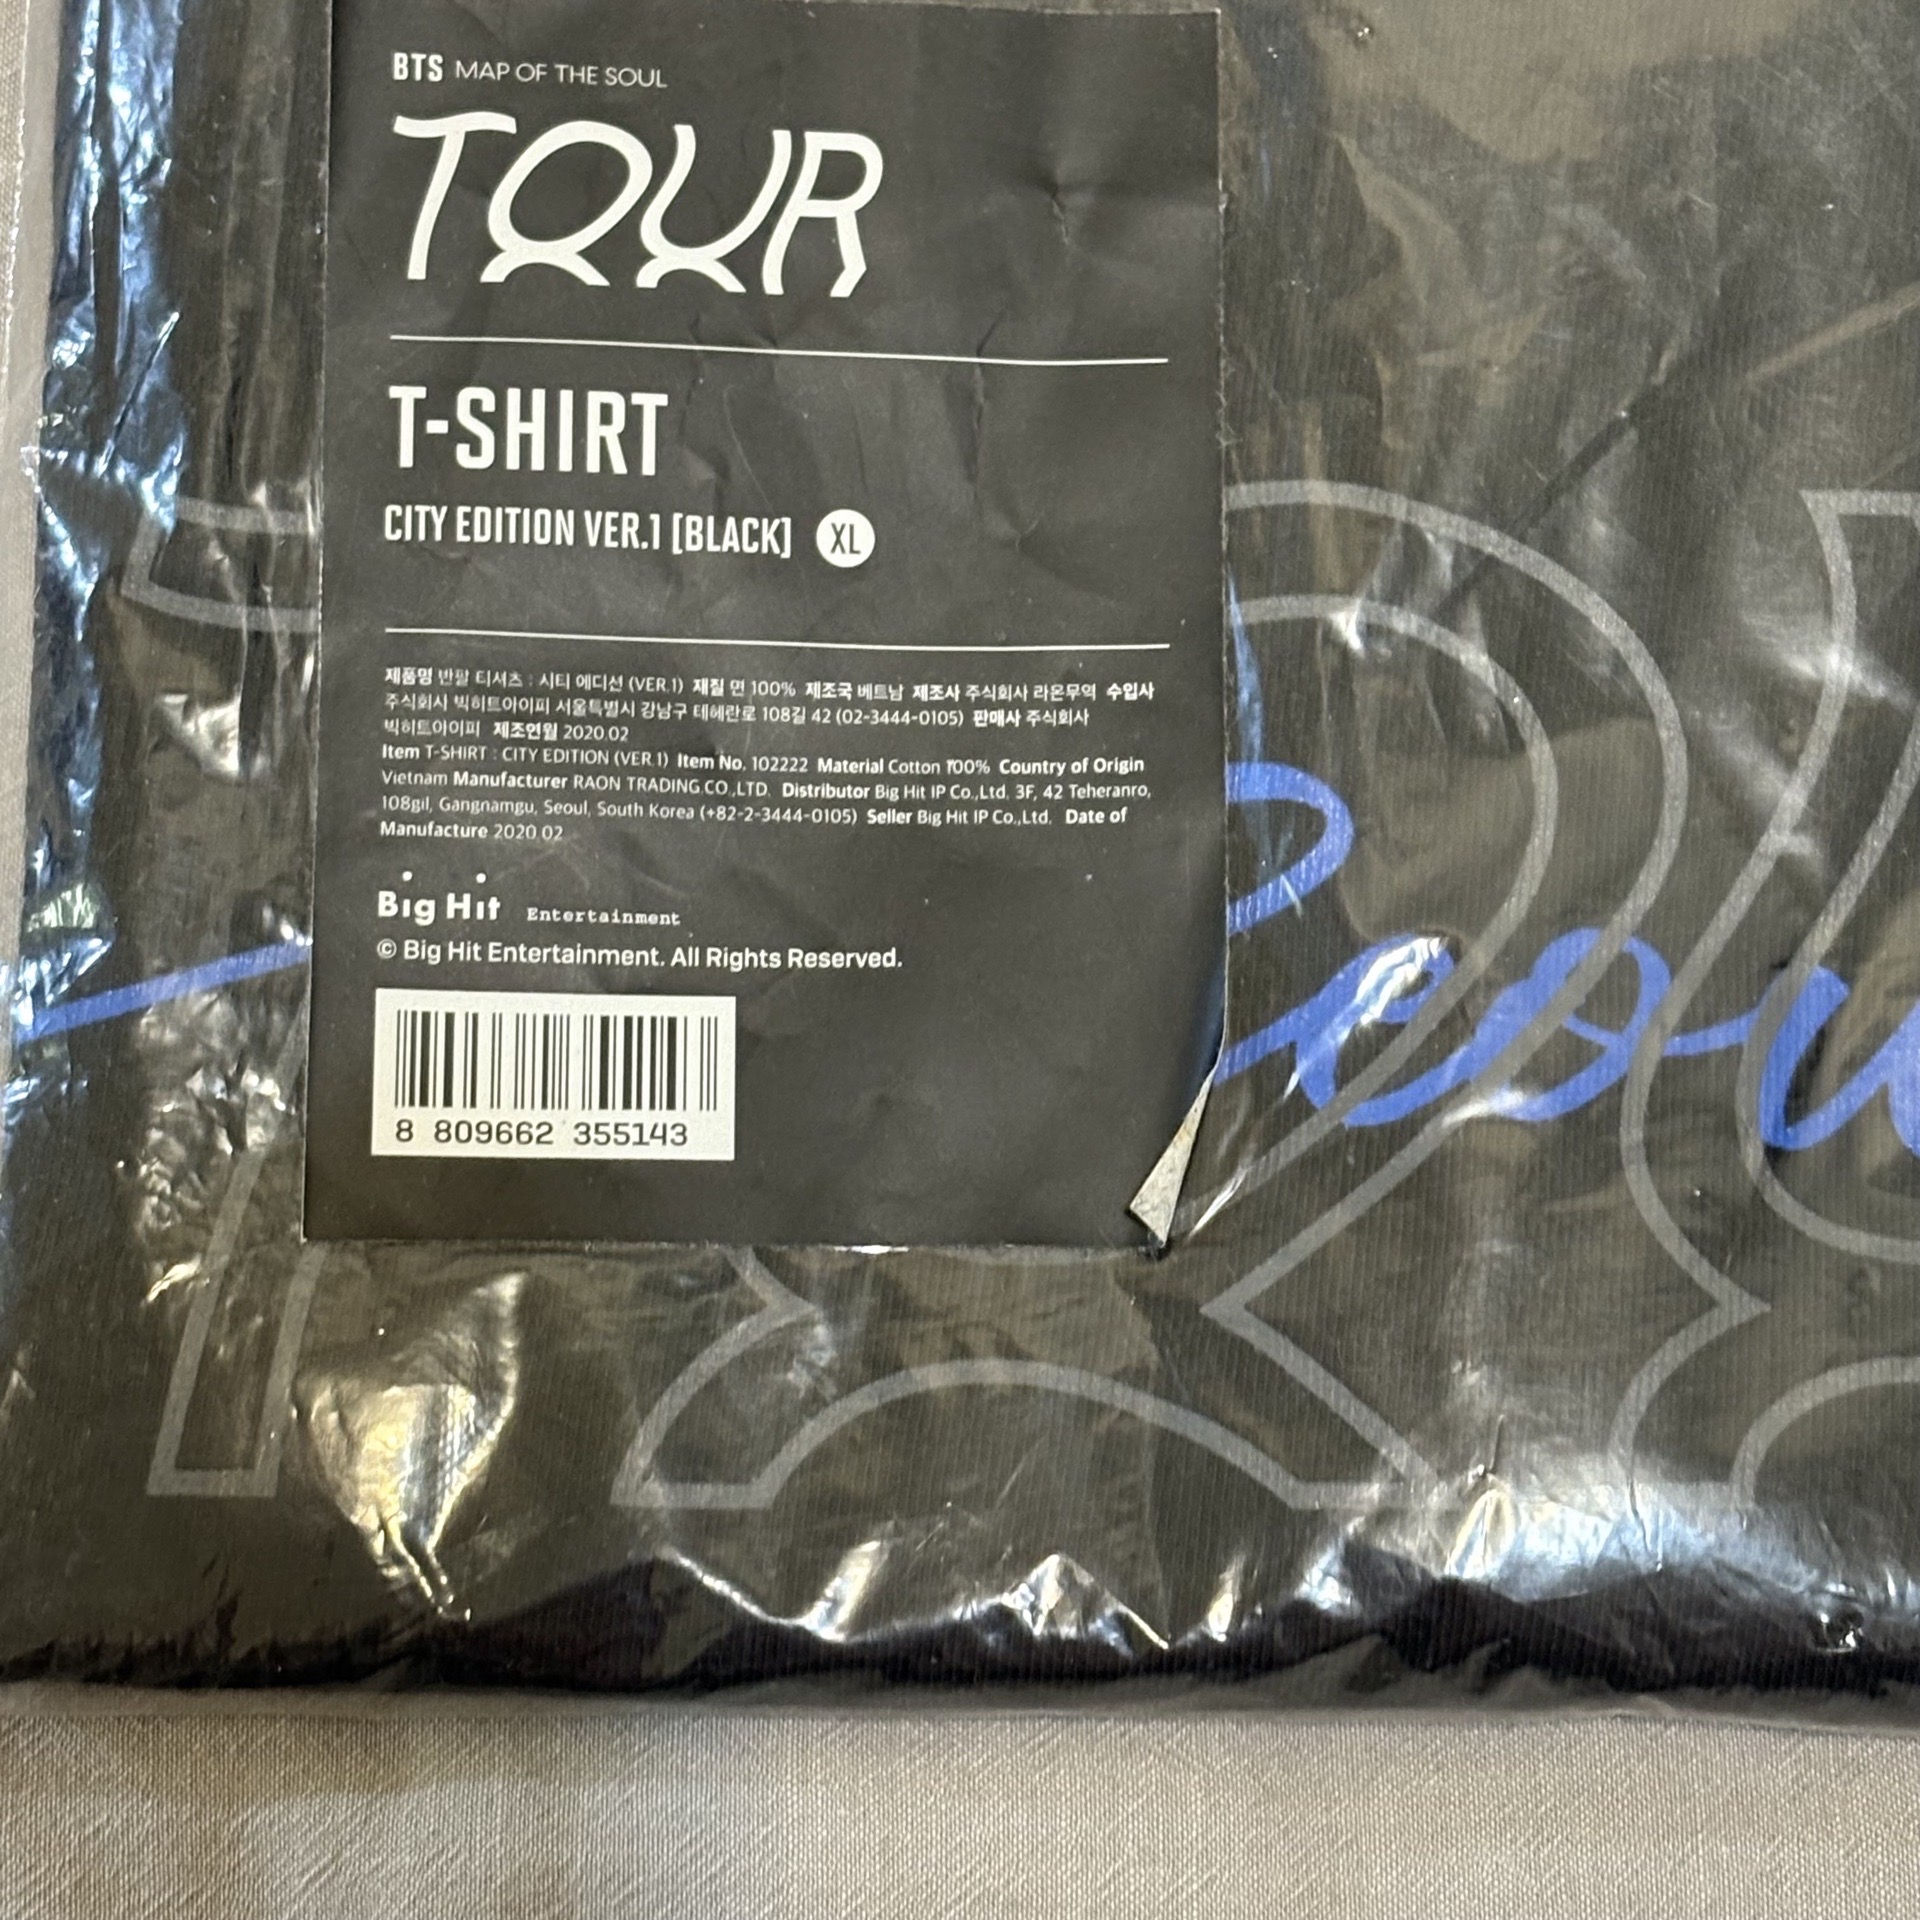 BTS MAP OF THE SOUL
TOUR
T-SHIRT
CITY EDITION VER.1 [BLACK] XL
제품명 반팔 티셔츠 : 시티 에디션 (VER.1) 재질 면 100% 제조국 베트남 제조사 주식회사 라온무역 수입사
주식회사 빅히트아이피 서울특별시 강남구 테헤란로 108길 42 (02-3444-0105) 판매사 주식회사
빅히트아이피 제조연월 2020.02
Item T-SHIRT : CITY EDITION (VER.1) Item No. 102222 Material Cotton 100% Country of Origin
Vietnam Manufacturer RAON TRADING.CO.,LTD. Distributor Big Hit IP Co.,Ltd. 3F, 42 Teheranro,
108gil, Gangnamgu, Seoul, South Korea (+82-2-3444-0105) Seller Big Hit IP Co.,Ltd. Date of
Manufacture 2020.02
Big Hit Entertainment
© Big Hit Entertainment. All Rights Reserved.
8 809662 355143